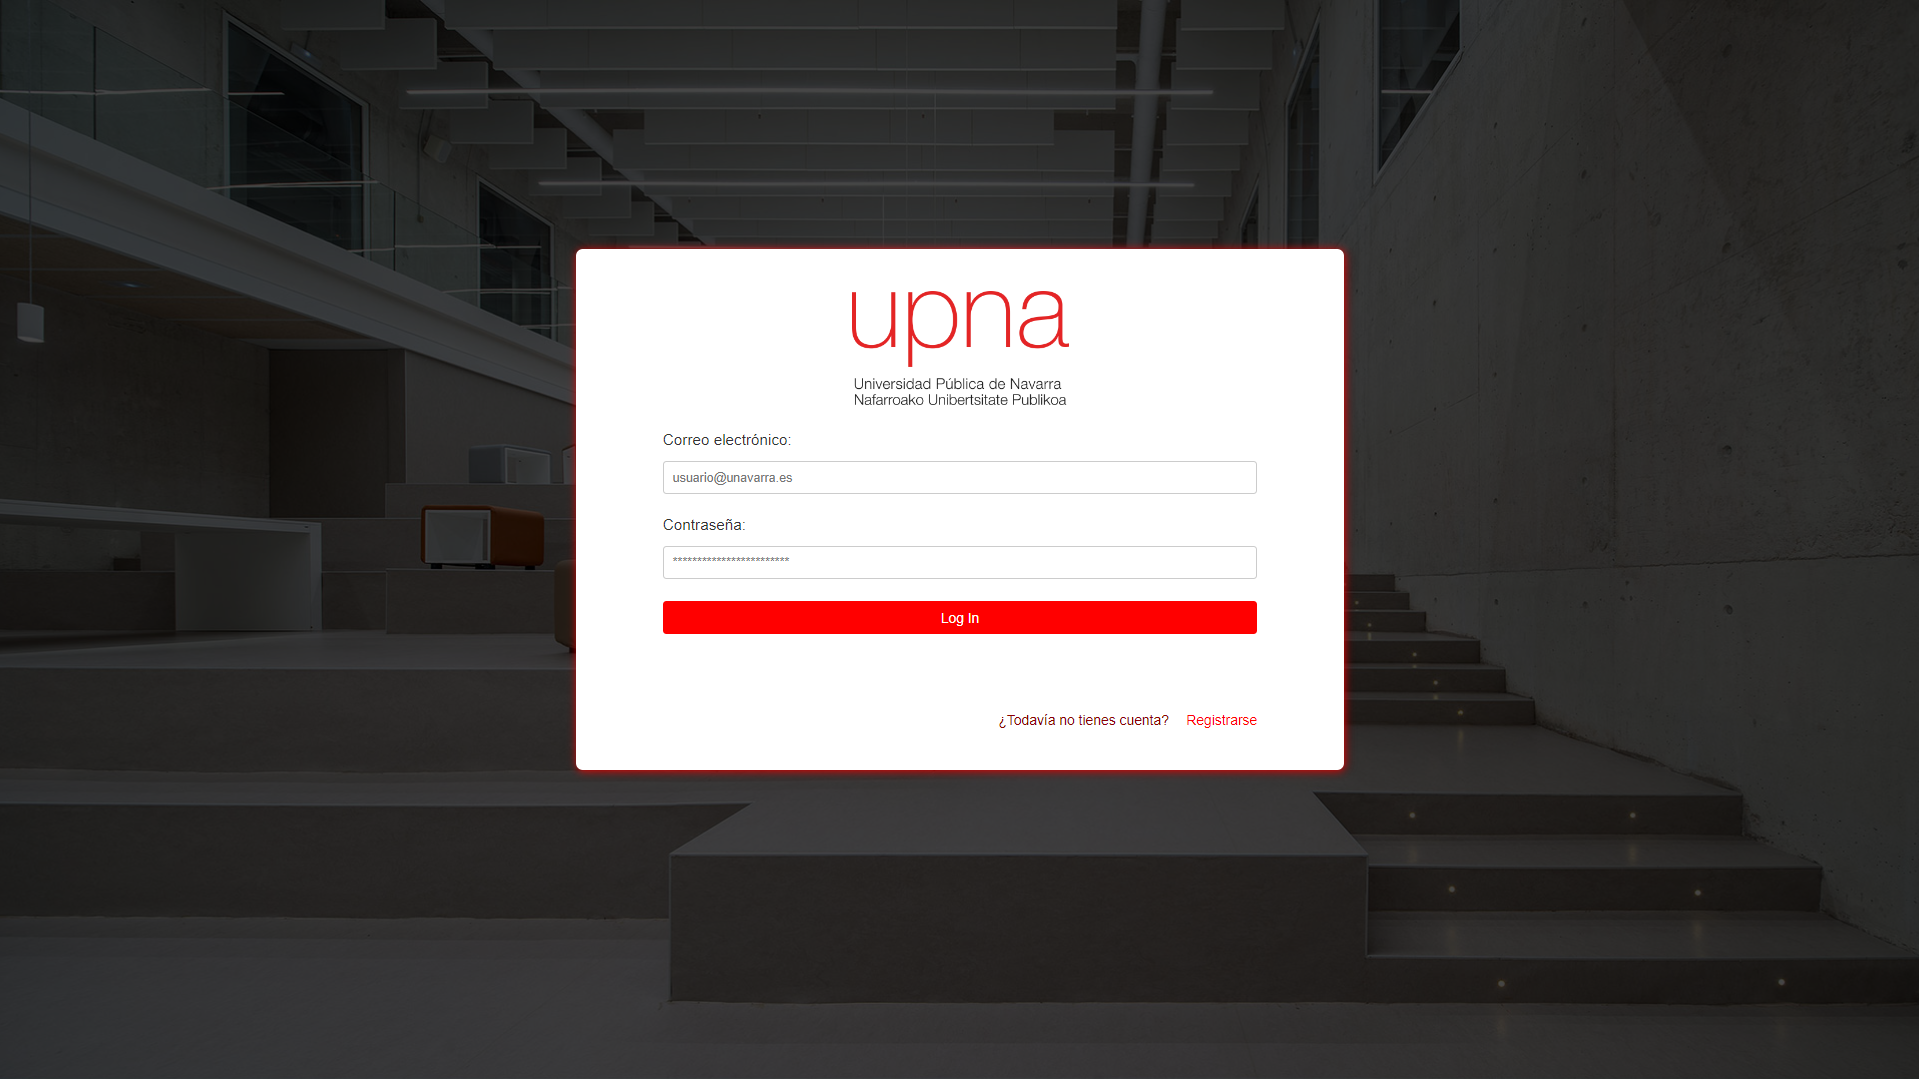 upna
Universidad Pública de Navarra
Nafarroako Unibertsitate Publikoa
Correo electrónico:
usuario@unavarra.es
Contraseña:
************************
Log In
¿Todavía no tienes cuenta? Registrarse